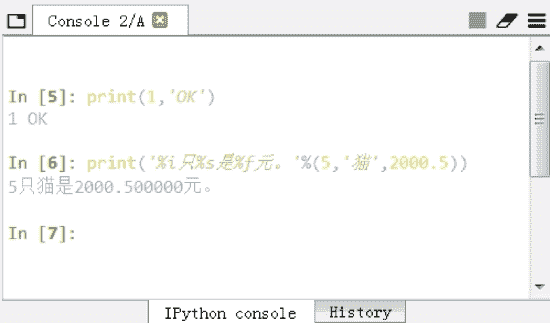 Console 2/A
In [5]: print(1,'OK')
1 OK
In [6]: print('%i只%s是%f元。'%(5,'猫',2000.5))
5只猫是2000.500000元。
In [7]:
IPython console
History